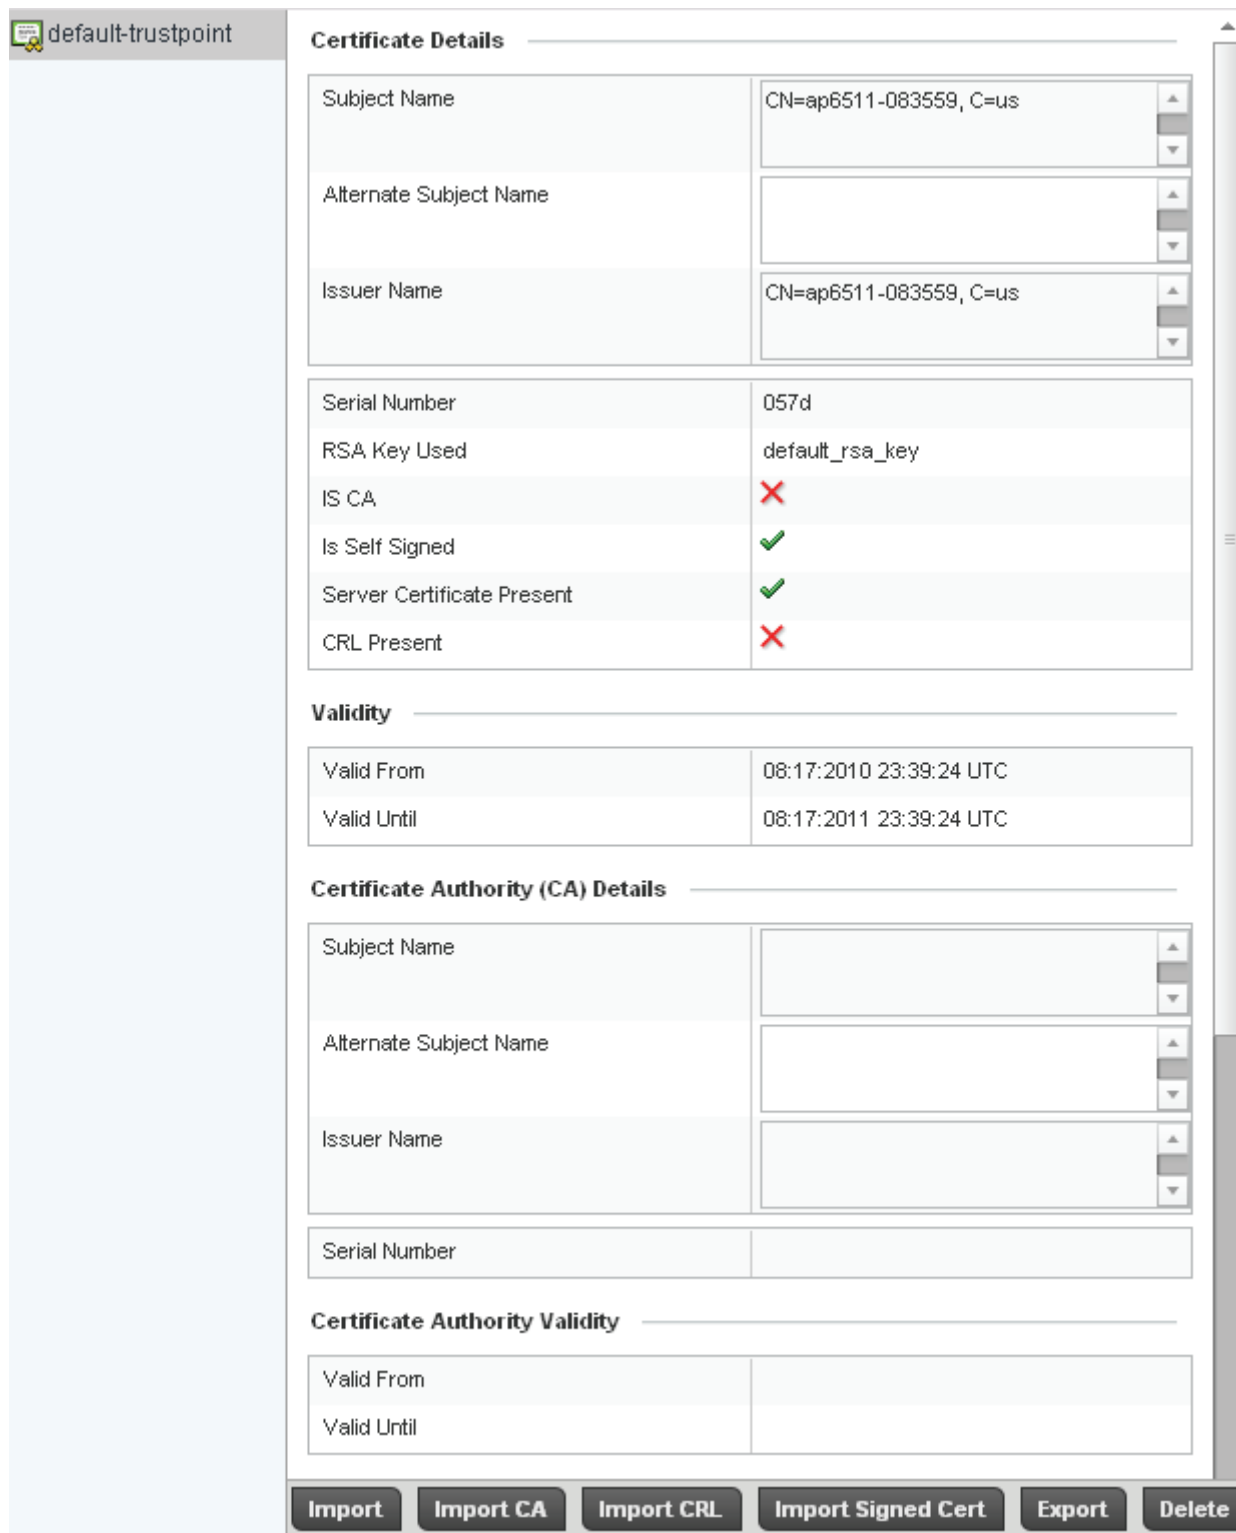 default-trustpoint
Certificate Details
Subject Name CN=ap6511-083559, C=us
Alternate Subject Name
Issuer Name CN=ap6511-083559, C=us
Serial Number 057d
RSA Key Used default_rsa_key
IS CA
Is Self Signed
Server Certificate Present
CRL Present
Validity
Valid From 08:17:2010 23:39:24 UTC
Valid Until 08:17:2011 23:39:24 UTC
Certificate Authority (CA) Details
Subject Name
Alternate Subject Name
Issuer Name
Serial Number
Certificate Authority Validity
Valid From
Valid Until
Import Import CA Import CRL Import Signed Cert Export Delete